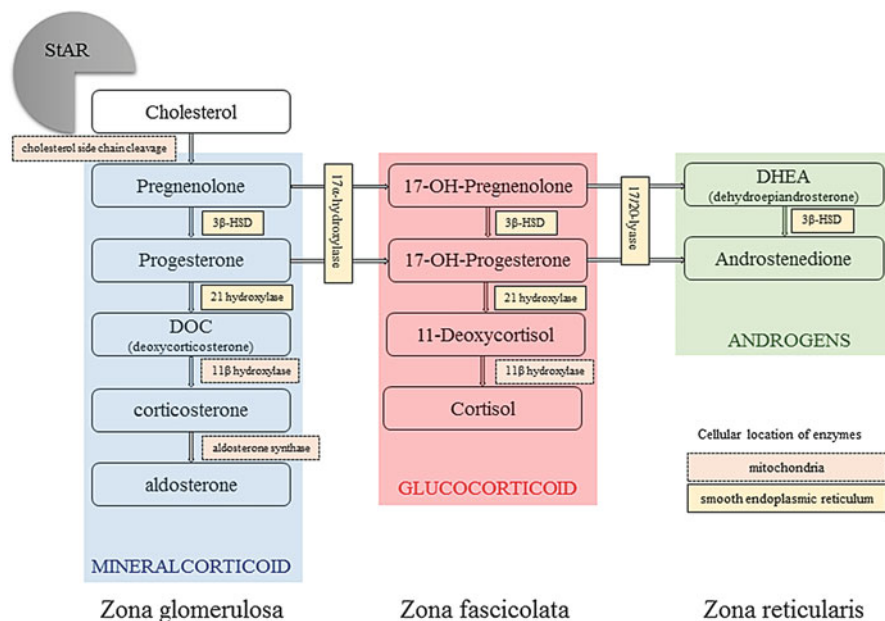 StAR
Cholesterol
cholesterol side chain cleavage
Pregnenolone
17α-hydroxylase
17-OH-Pregnenolone
17/20-lyase
DHEA
(dehydroepiandrosterone)
3β-HSD
3β-HSD
3β-HSD
Progesterone
17-OH-Progesterone
Androstenedione
21 hydroxylase
21 hydroxylase
DOC
(deoxycorticosterone)
11-Deoxycortisol
ANDROGENS
11β hydroxylase
11β hydroxylase
corticosterone
Cortisol
Cellular location of enzymes
aldosterone synthase
mitochondria
aldosterone
GLUCOCORTICOID
smooth endoplasmic reticulum
MINERALCORTICOID
Zona glomerulosa
Zona fascicolata
Zona reticularis